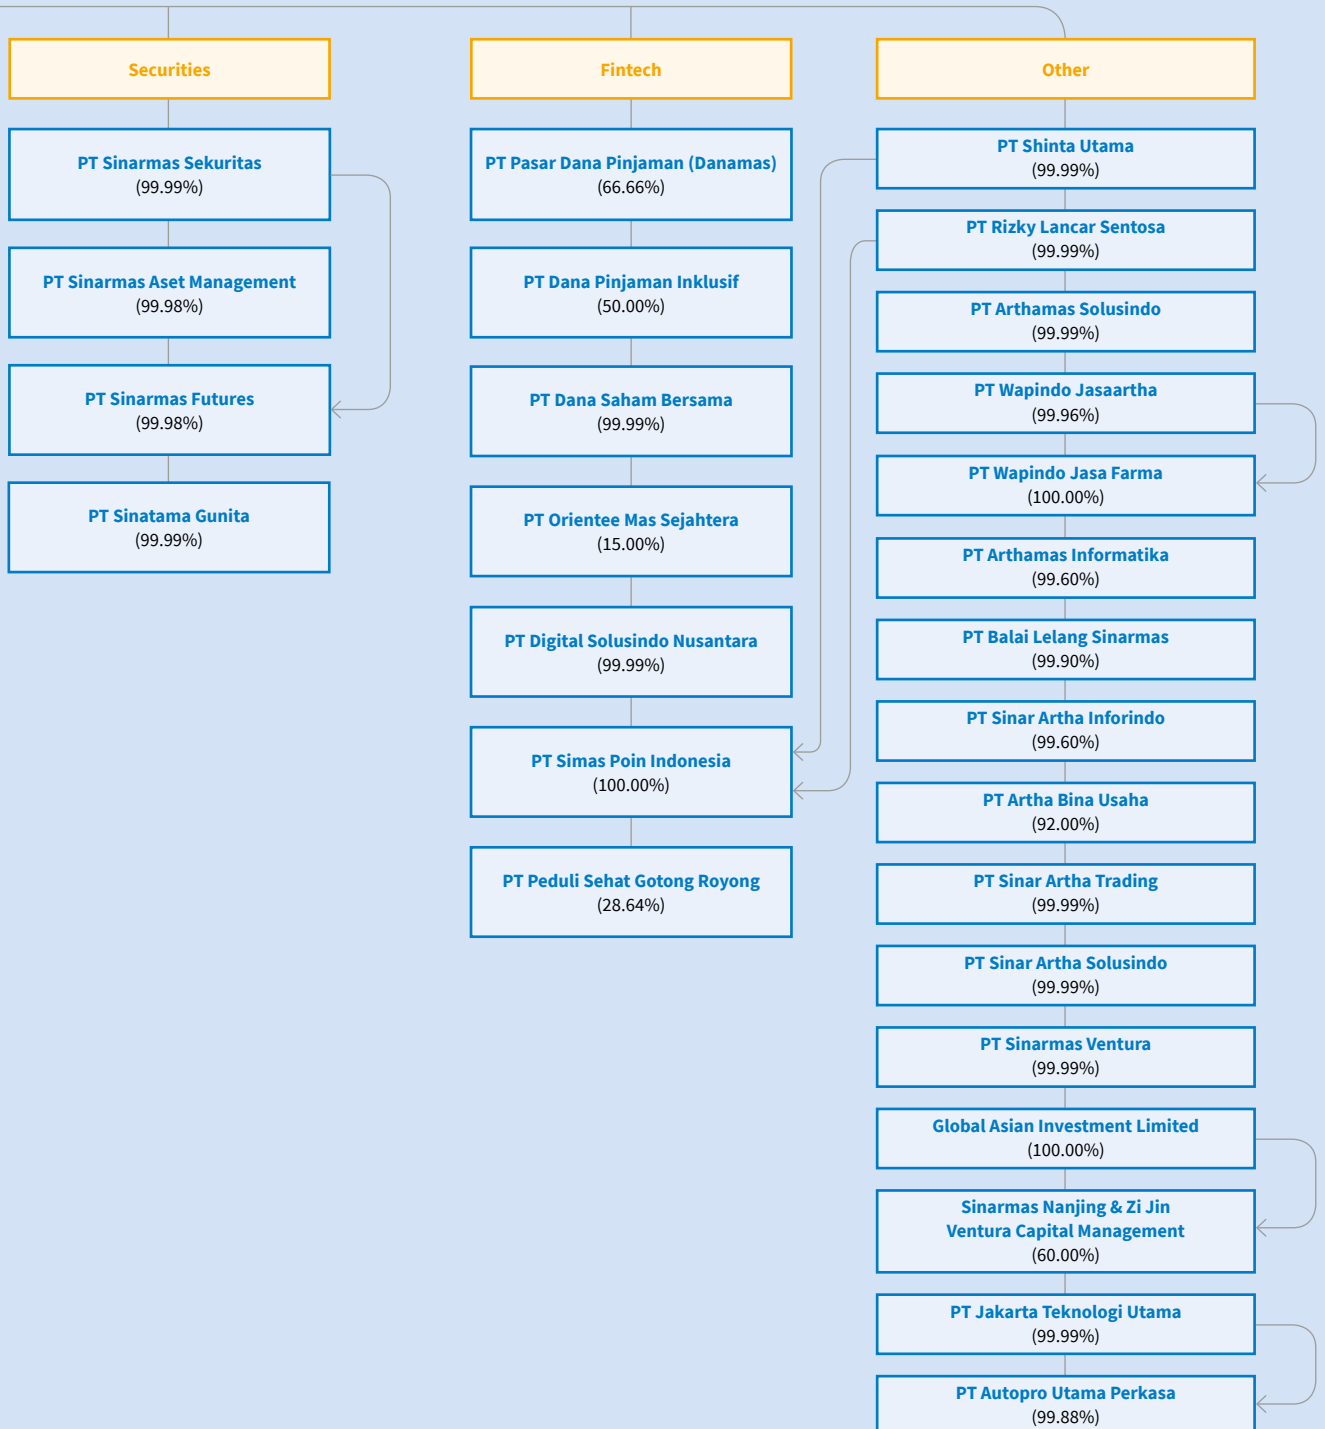 Securities
PT Sinarmas Sekuritas
(99.99%)
PT Sinarmas Aset Management
(99.98%)
PT Sinarmas Futures
(99.98%)
PT Sinatama Gunita
(99.99%)
Fintech
PT Pasar Dana Pinjaman (Danamas)
(66.66%)
PT Dana Pinjaman Inklusif
(50.00%)
PT Dana Saham Bersama
(99.99%)
PT Orientee Mas Sejahtera
(15.00%)
PT Digital Solusindo Nusantara
(99.99%)
PT Simas Poin Indonesia
(100.00%)
PT Peduli Sehat Gotong Royong
(28.64%)
Other
PT Shinta Utama
(99.99%)
PT Rizky Lancar Sentosa
(99.99%)
PT Arthamas Solusindo
(99.99%)
PT Wapindo Jasaartha
(99.96%)
PT Wapindo Jasa Farma
(100.00%)
PT Arthamas Informatika
(99.60%)
PT Balai Lelang Sinarmas
(99.90%)
PT Sinar Artha Inforindo
(99.60%)
PT Artha Bina Usaha
(92.00%)
PT Sinar Artha Trading
(99.99%)
PT Sinar Artha Solusindo
(99.99%)
PT Sinarmas Ventura
(99.99%)
Global Asian Investment Limited
(100.00%)
Sinarmas Nanjing & Zi Jin
Ventura Capital Management
(60.00%)
PT Jakarta Teknologi Utama
(99.99%)
PT Autopro Utama Perkasa
(99.88%)